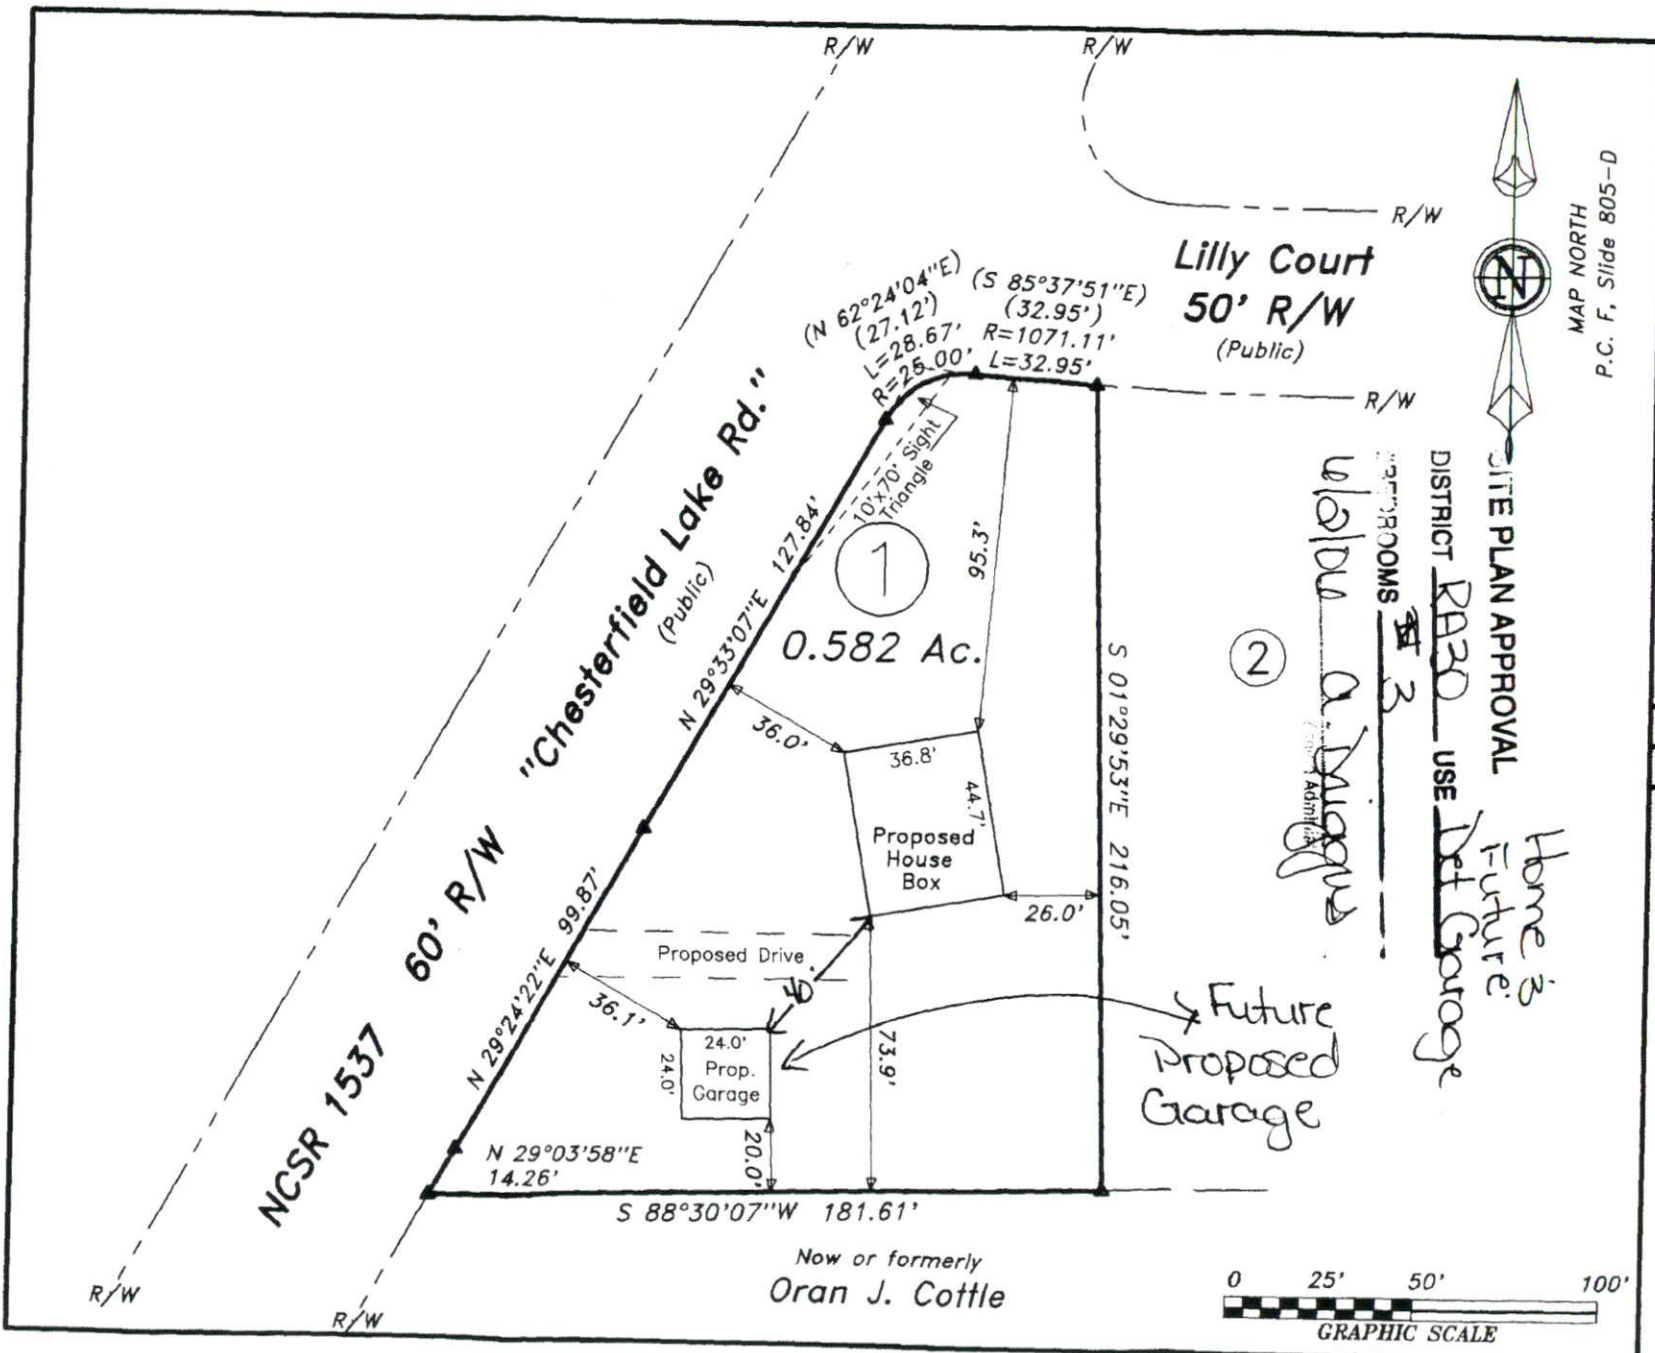 R/W
R/W
R/W
Lilly Court
50' R/W
(Public)
R/W
MAP NORTH
P.C. F, Slide 805-D
N
(N 62°24'04"E)
(27.12')
L=28.67'
R=25.00'
(S 85°37'51"E)
(32.95')
R=1071.11'
L=32.95'
10'x70' Sight
Triangle
"Chesterfield Lake Rd."
(Public)
60' R/W
NCSR 1537
N 29°33'07"E 127.84'
N 29°24'22"E 99.87'
N 29°03'58"E
14.26'
1
0.582 Ac.
95.3'
36.0'
36.8'
44.7'
Proposed
House
Box
26.0'
S 01°29'53"E 216.05'
2
Proposed Drive
40'
36.1'
24.0'
24.0'
Prop.
Garage
20.0'
73.9'
Future
Proposed
Garage
S 88°30'07"W 181.61'
Now or formerly
Oran J. Cottle
R/W
R/W
SITE PLAN APPROVAL
DISTRICT RA30 USE Det Garage
Home &
Future
#BEDROOMS 3
0 25' 50' 100'
GRAPHIC SCALE